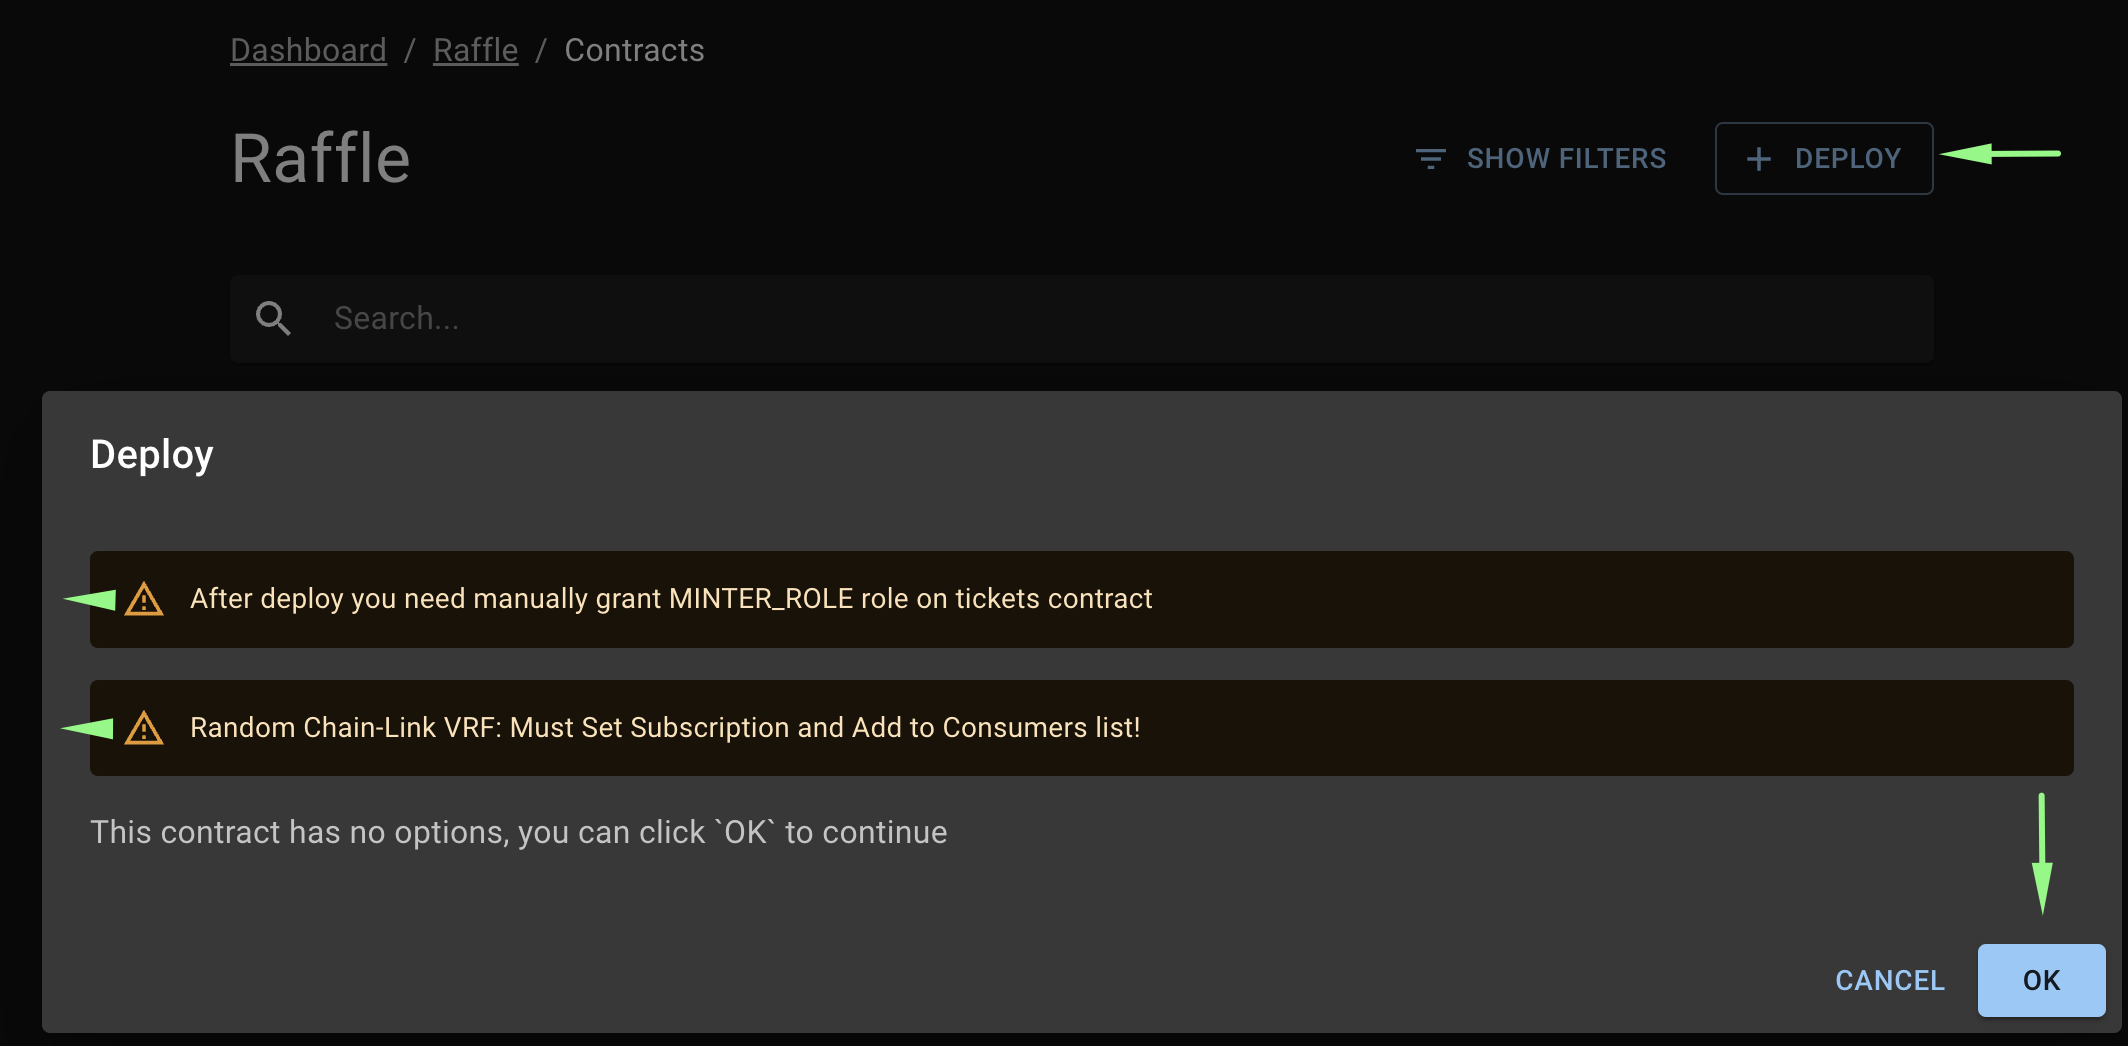 Dashboard / Raffle / Contracts
Raffle
SHOW FILTERS
+ DEPLOY
Search...
Deploy
After deploy you need manually grant MINTER_ROLE role on tickets contract
Random Chain-Link VRF: Must Set Subscription and Add to Consumers list!
This contract has no options, you can click `OK` to continue
CANCEL
OK